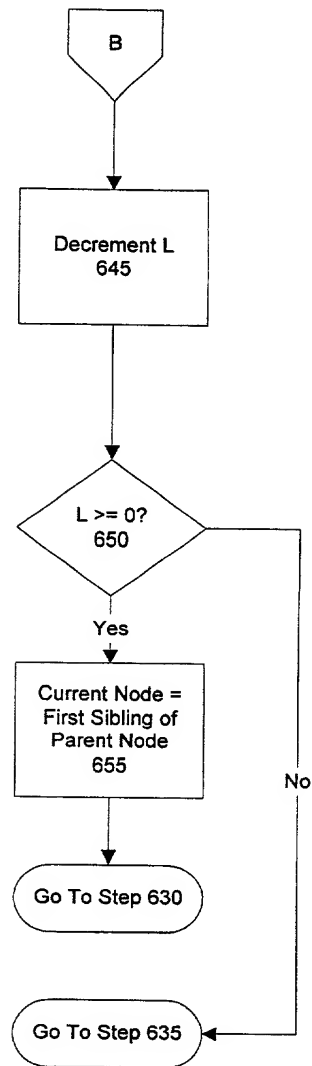 B
Decrement L
645
L >= 0?
650
Yes
Current Node =
First Sibling of
Parent Node
655
No
Go To Step 630
Go To Step 635